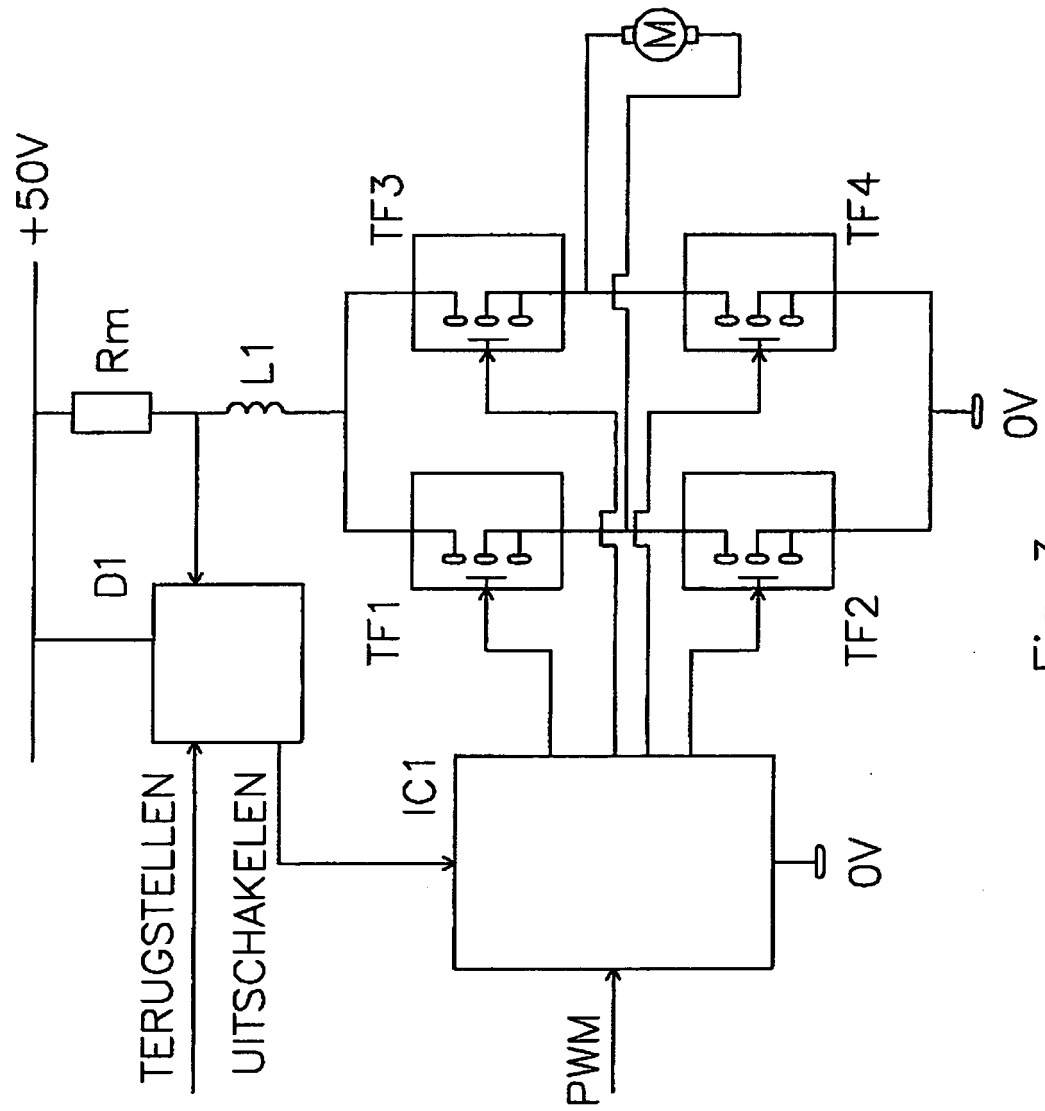 +50V
Rm
D1
L1
TERUGSTELLEN
UITSCHAKELEN
TF1
TF3
IC1
M
PWM
TF2
TF4
0V
0V